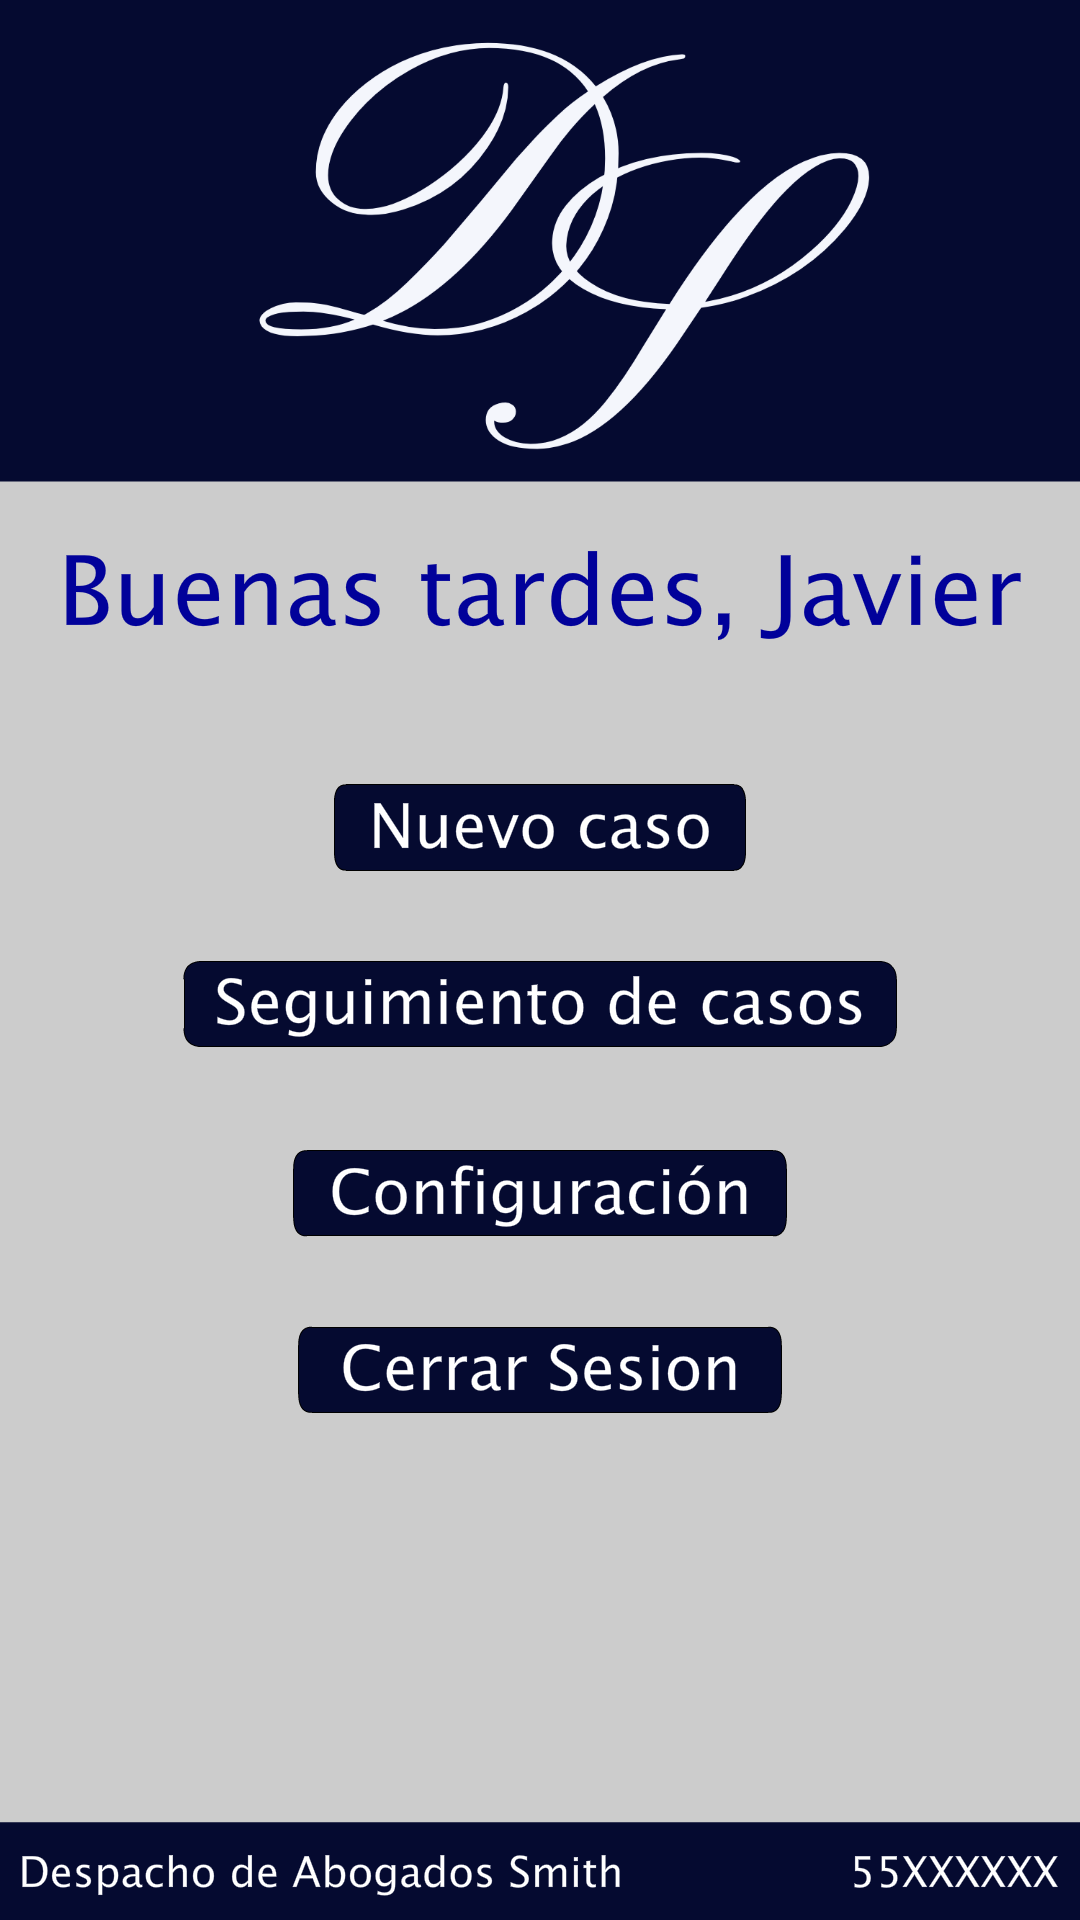 DS
Buenas tardes, Javier
Nuevo caso
Seguimiento de casos
Configuración
Cerrar Sesion
Despacho de Abogados Smith 55XXXXXX